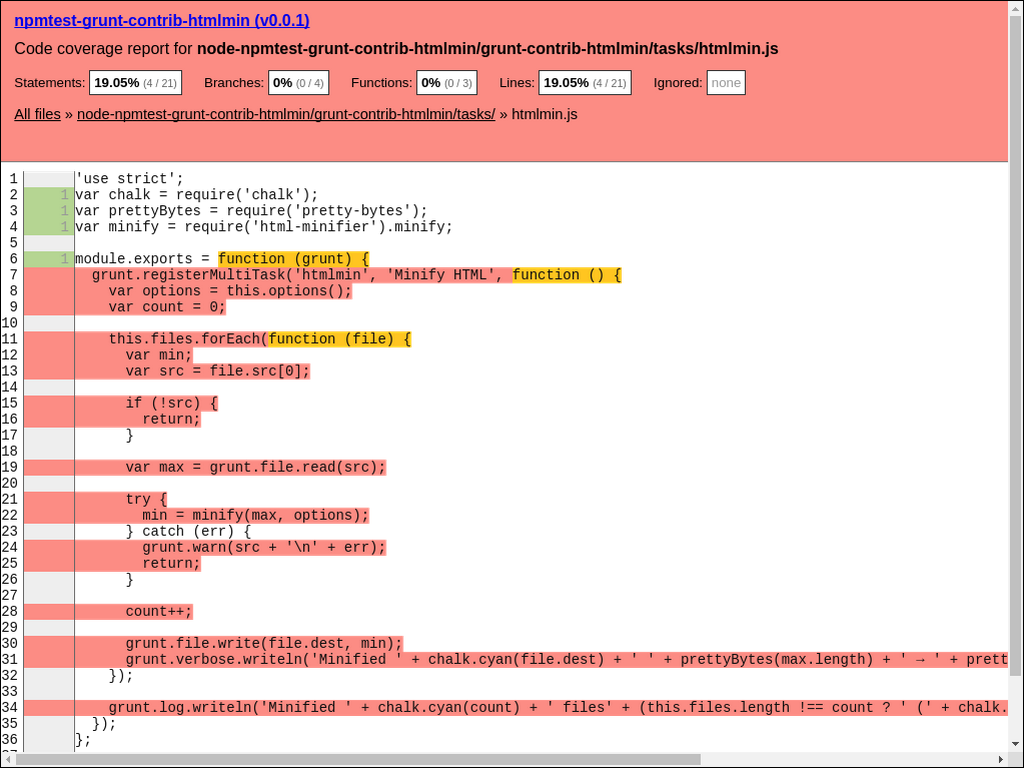 npmtest-grunt-contrib-htmlmin (v0.0.1)
Code coverage report for node-npmtest-grunt-contrib-htmlmin/grunt-contrib-htmlmin/tasks/htmlmin.js
Statements: 19.05% (4 / 21) Branches: 0% (0 / 4) Functions: 0% (0 / 3) Lines: 19.05% (4 / 21) Ignored: none
All files » node-npmtest-grunt-contrib-htmlmin/grunt-contrib-htmlmin/tasks/ » htmlmin.js
1 'use strict';
2 1 var chalk = require('chalk');
3 1 var prettyBytes = require('pretty-bytes');
4 1 var minify = require('html-minifier').minify;
5
6 1 module.exports = function (grunt) {
7 grunt.registerMultiTask('htmlmin', 'Minify HTML', function () {
8 var options = this.options();
9 var count = 0;
10
11 this.files.forEach(function (file) {
12 var min;
13 var src = file.src[0];
14
15 if (!src) {
16 return;
17 }
18
19 var max = grunt.file.read(src);
20
21 try {
22 min = minify(max, options);
23 } catch (err) {
24 grunt.warn(src + '\n' + err);
25 return;
26 }
27
28 count++;
29
30 grunt.file.write(file.dest, min);
31 grunt.verbose.writeln('Minified ' + chalk.cyan(file.dest) + ' ' + prettyBytes(max.length) + ' → ' + prett
32 });
33
34 grunt.log.writeln('Minified ' + chalk.cyan(count) + ' files' + (this.files.length !== count ? ' (' + chalk.
35 });
36 };